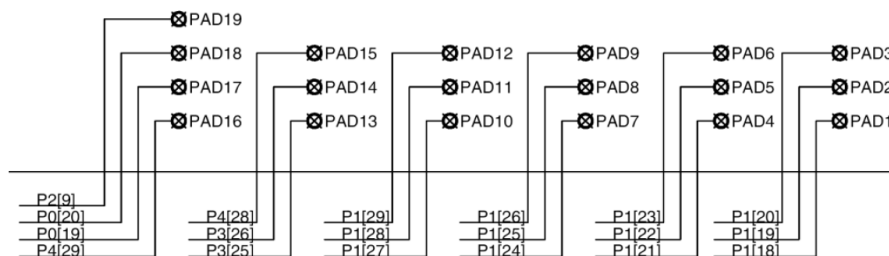 PAD19
PAD18 PAD15 PAD12 PAD9 PAD6 PAD3
PAD17 PAD14 PAD11 PAD8 PAD5 PAD2
PAD16 PAD13 PAD10 PAD7 PAD4 PAD1
P2[9]
P0[20] P4[28] P1[29] P1[26] P1[23] P1[20]
P0[19] P3[26] P1[28] P1[25] P1[22] P1[19]
P4[29] P3[25] P1[27] P1[24] P1[21] P1[18]